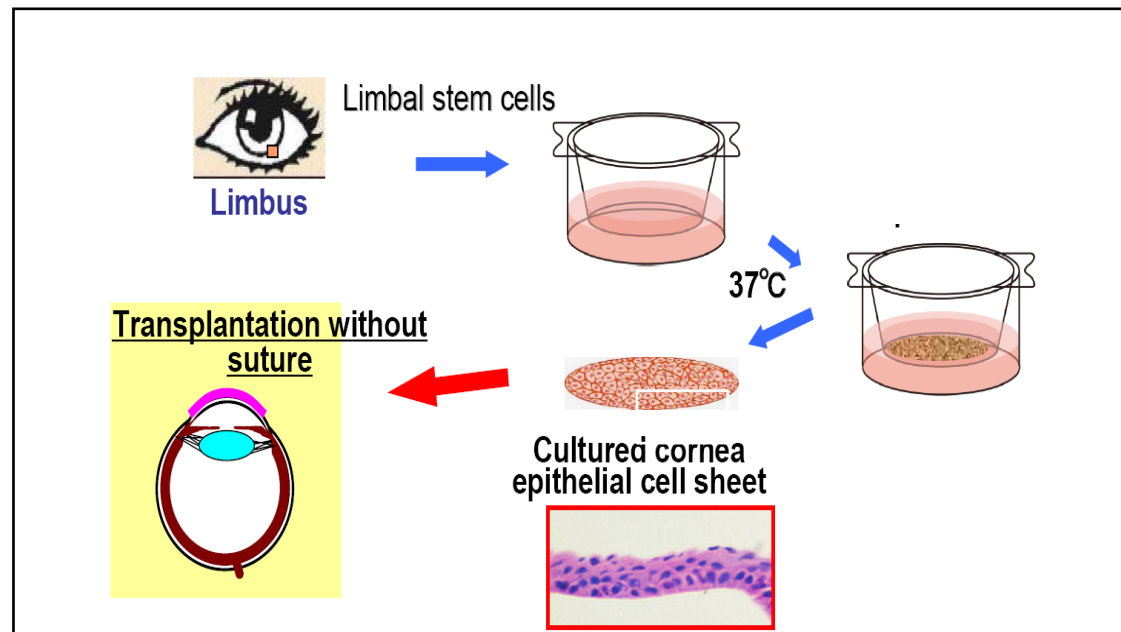 Limbal stem cells
Limbus
37°C
Transplantation without
suture
Cultured cornea
epithelial cell sheet